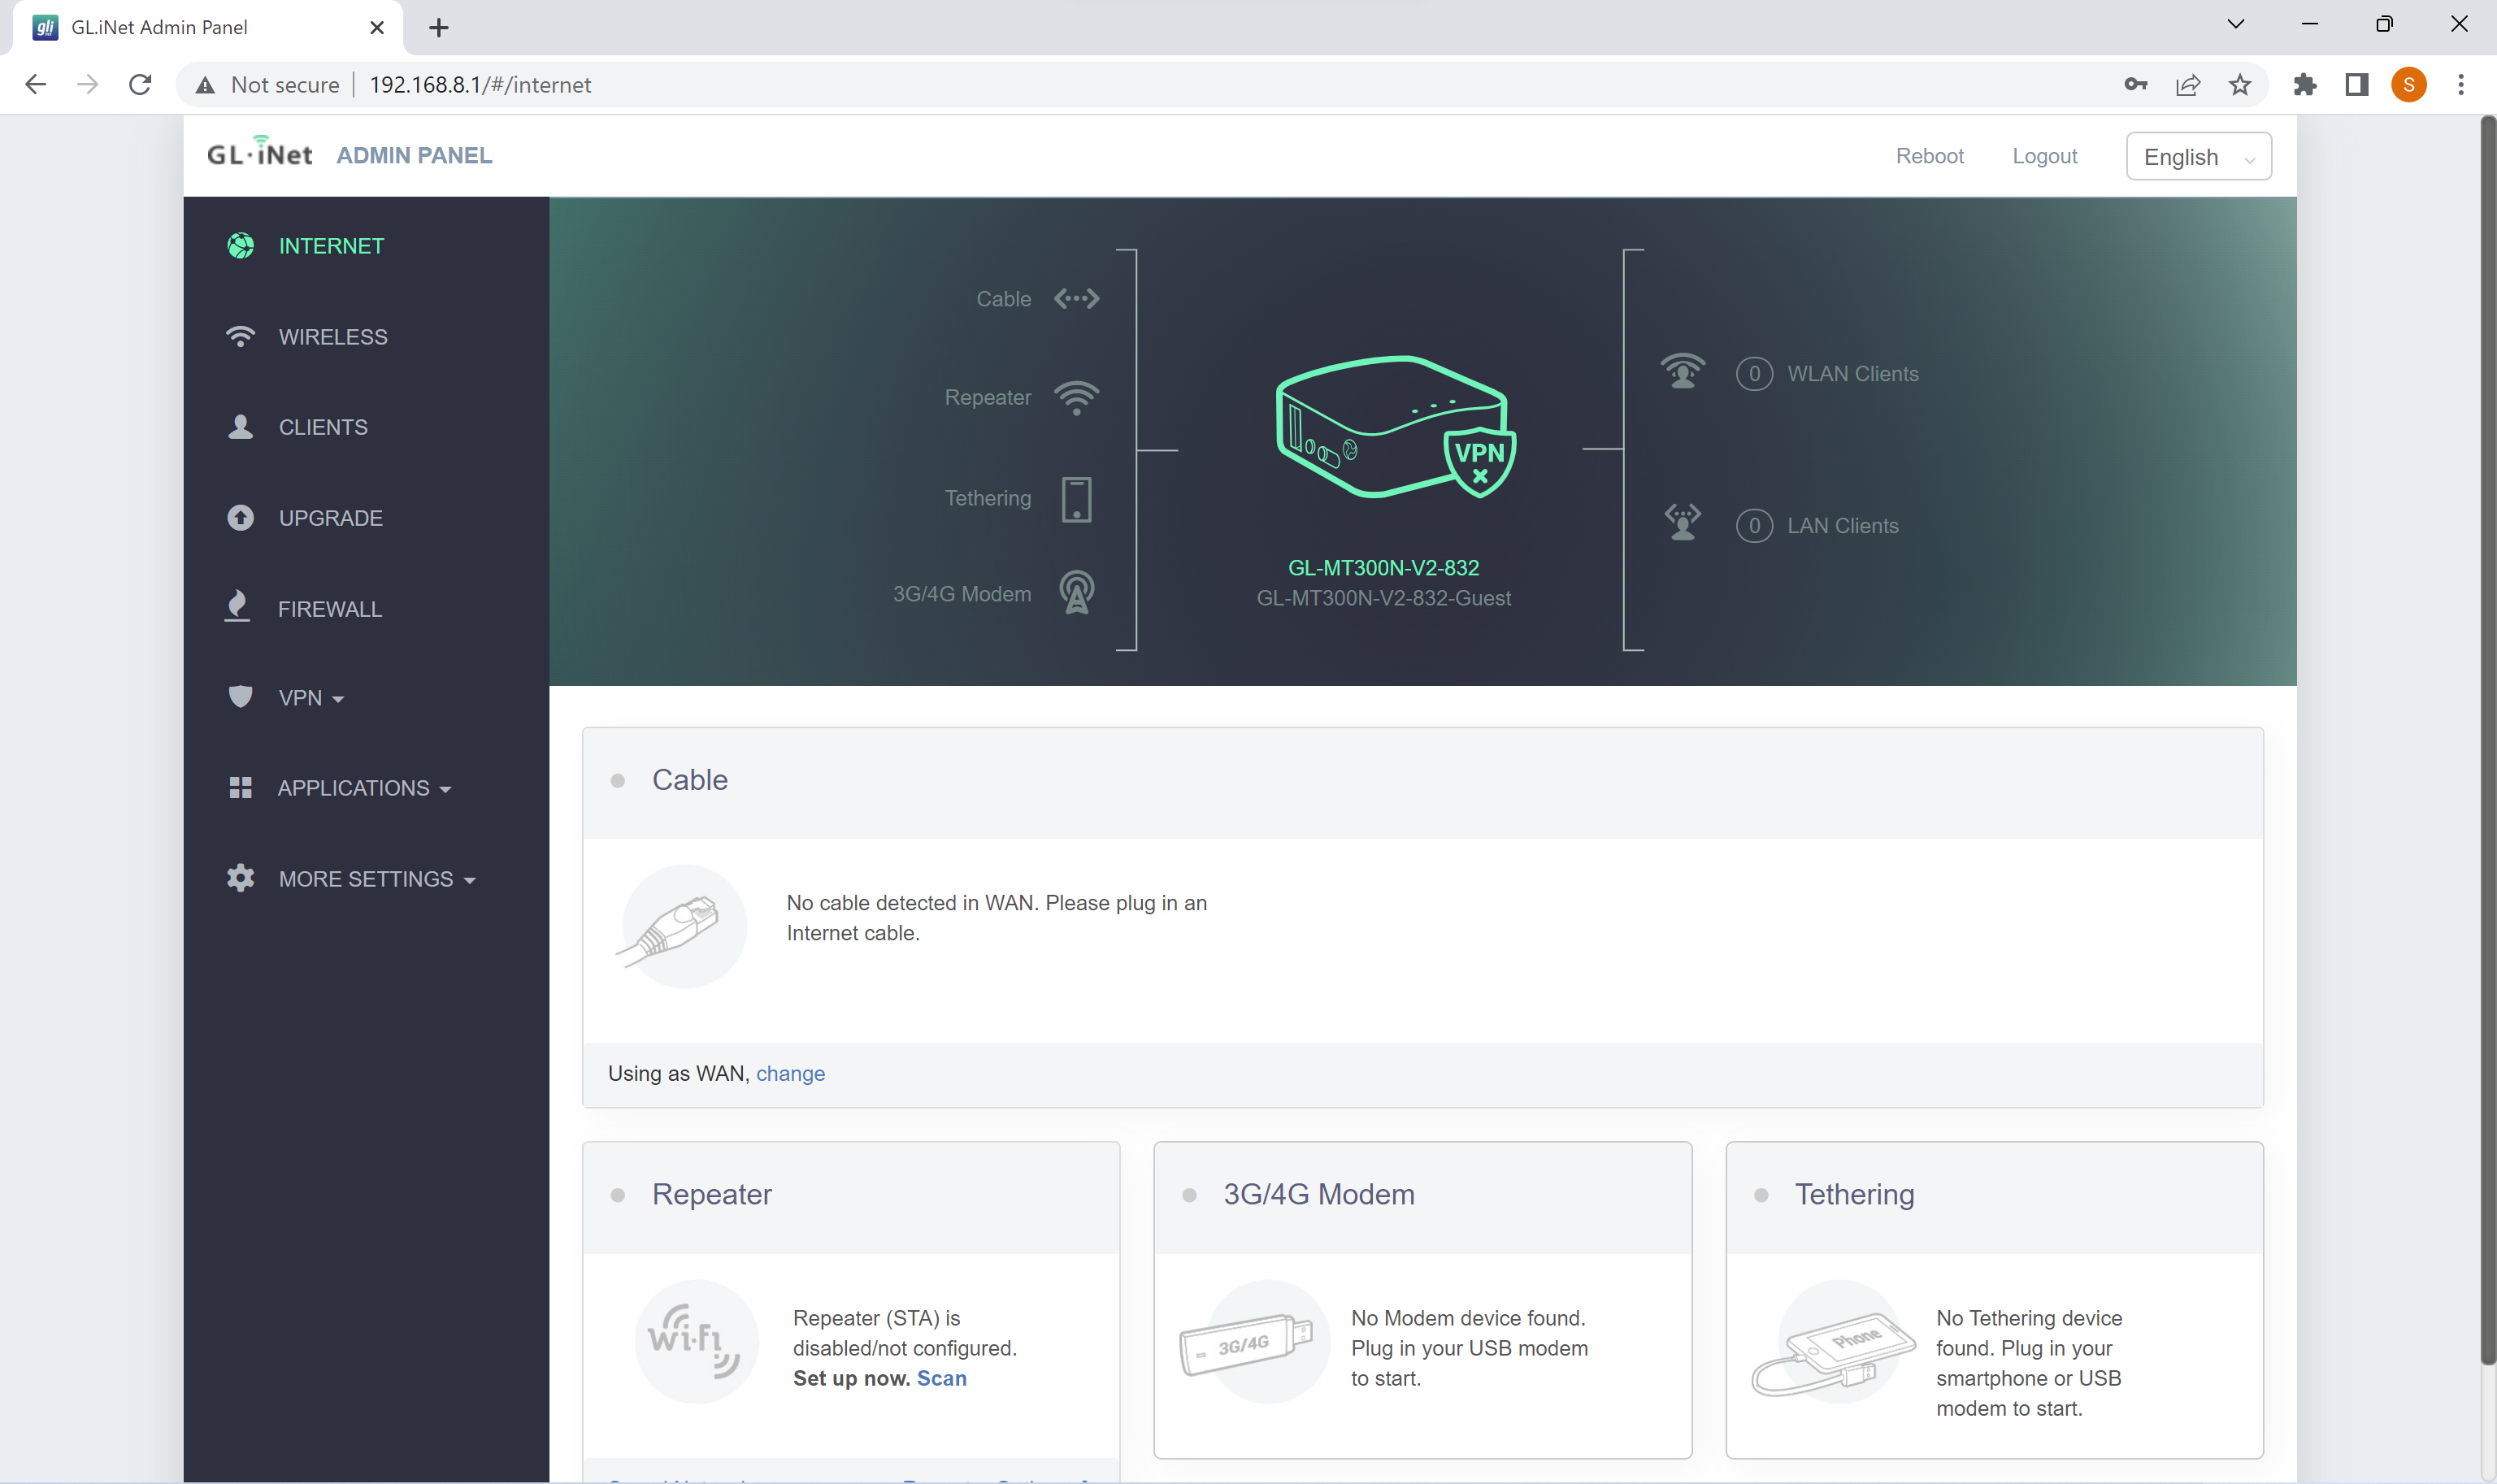 gli GL.iNet Admin Panel
Not secure 192.168.8.1/#/internet S
GL·iNet ADMIN PANEL Reboot Logout English
INTERNET
WIRELESS
CLIENTS
UPGRADE
FIREWALL
VPN
APPLICATIONS
MORE SETTINGS
Cable
Repeater
Tethering
3G/4G Modem
VPN
GL-MT300N-V2-832
GL-MT300N-V2-832-Guest
0 WLAN Clients
0 LAN Clients
Cable
No cable detected in WAN. Please plug in an
Internet cable.
Using as WAN, change
Repeater
Wi-Fi
Repeater (STA) is
disabled/not configured.
Set up now. Scan
3G/4G Modem
3G/4G
No Modem device found.
Plug in your USB modem
to start.
Tethering
Phone
No Tethering device
found. Plug in your
smartphone or USB
modem to start.